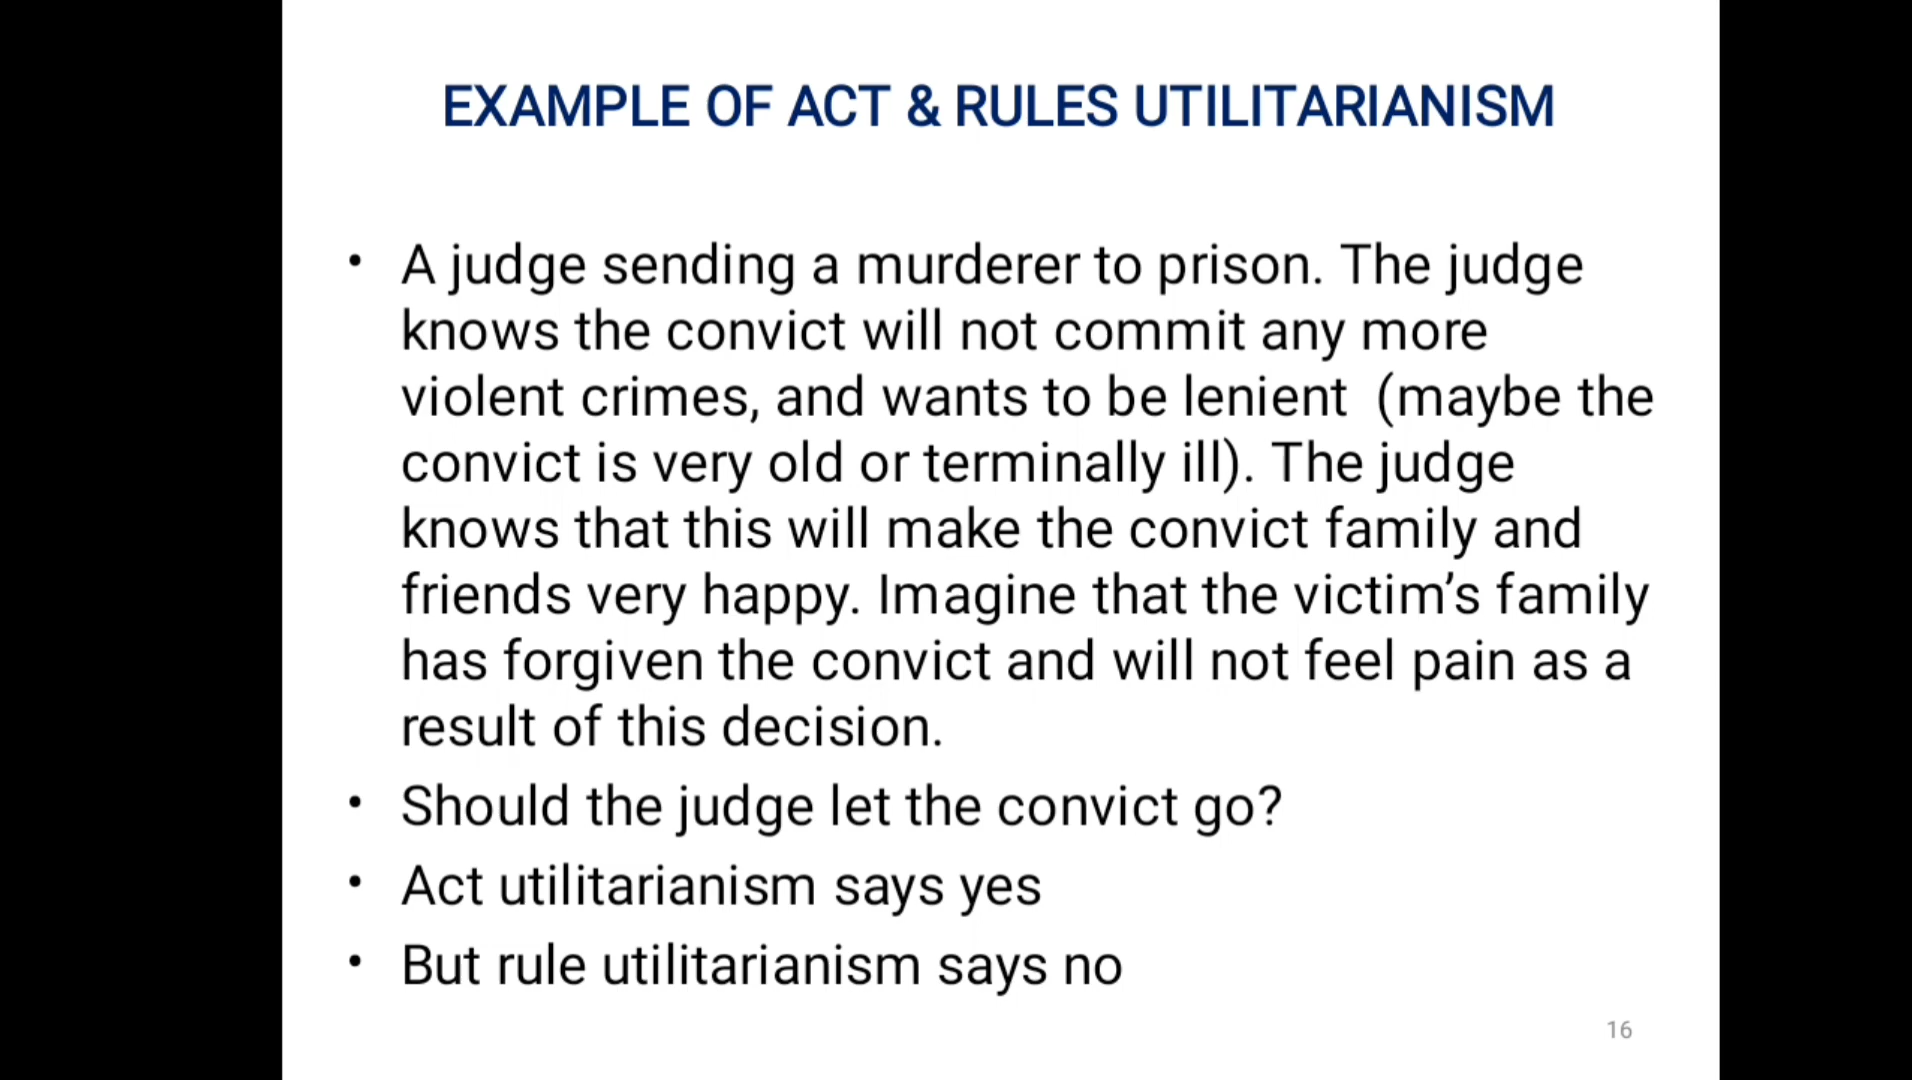 EXAMPLE OF ACT & RULES UTILITARIANISM
• A judge sending a murderer to prison. The judge
knows the convict will not commit any more
violent crimes, and wants to be lenient (maybe the
convict is very old or terminally ill). The judge
knows that this will make the convict family and
friends very happy. Imagine that the victim’s family
has forgiven the convict and will not feel pain as a
result of this decision.
• Should the judge let the convict go?
• Act utilitarianism says yes
• But rule utilitarianism says no
16